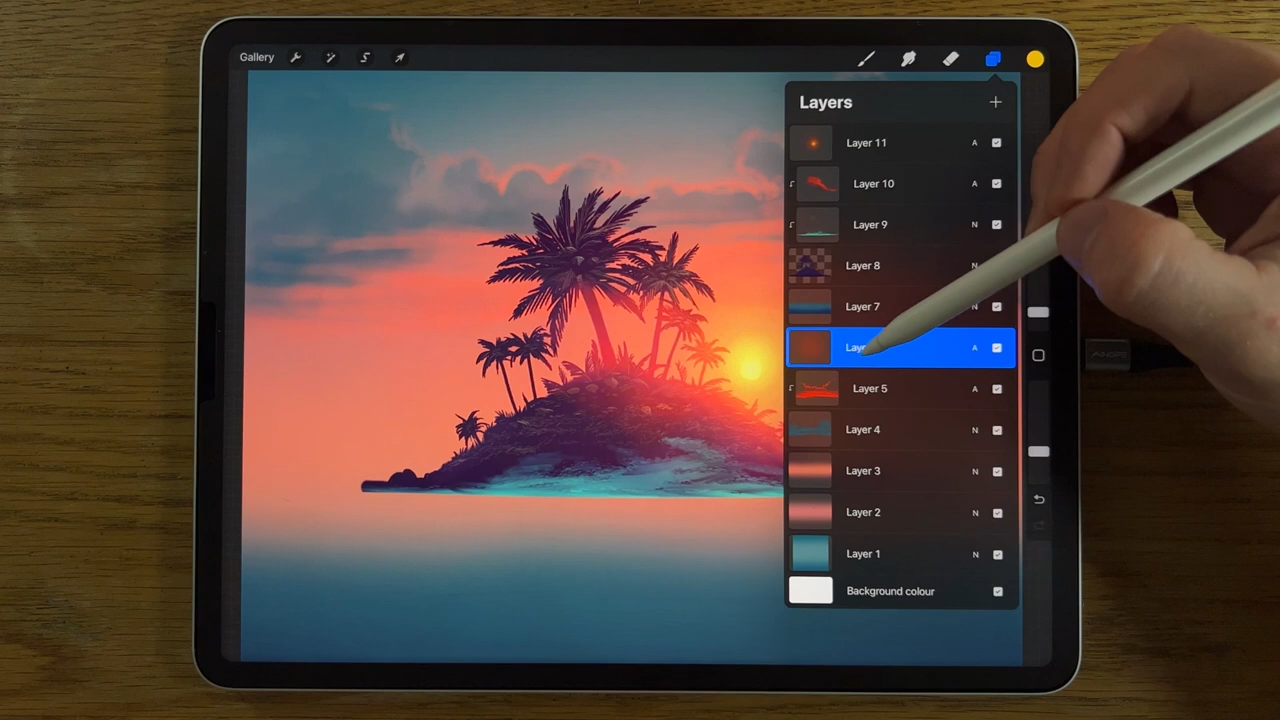 Gallery
Layers
Layer 11
A
Layer 10
A
Layer 9
N
Layer 8
Layer 7
N
A
Layer 5
A
Layer 4
N
Layer 3
N
Layer 2
N
Layer 1
N
Background colour